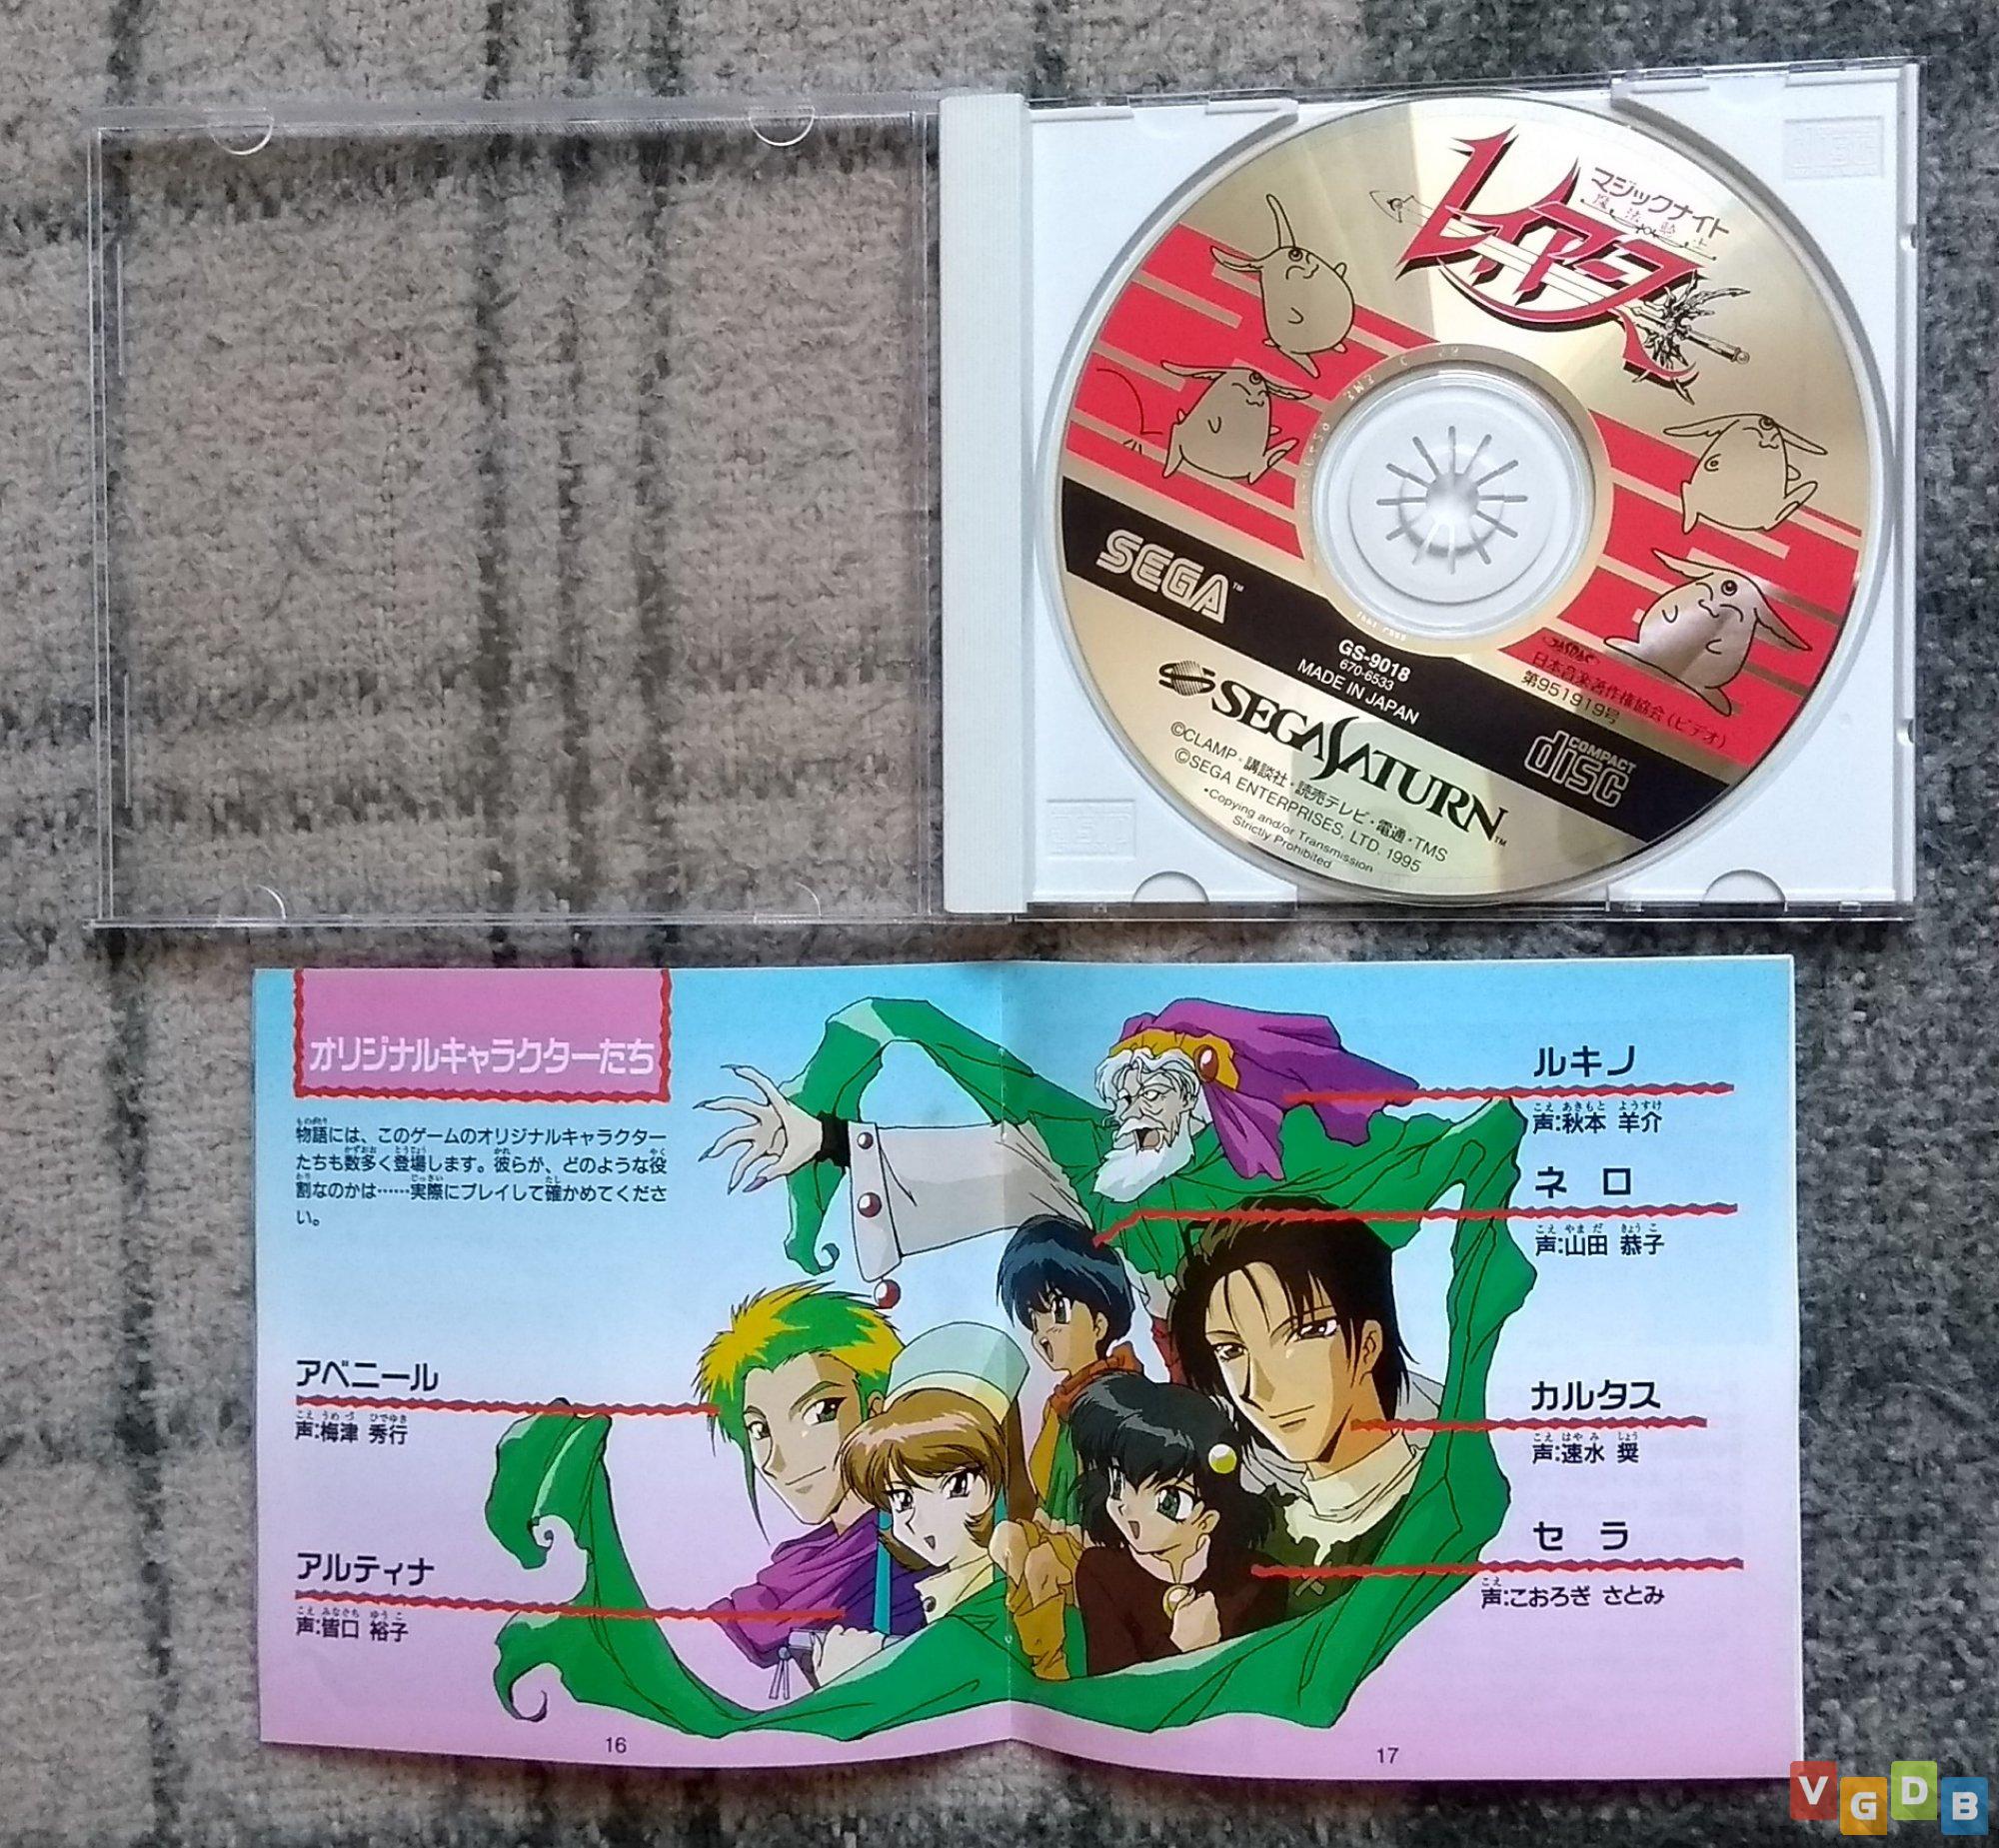 マジックナイト
魔法騎士
レイアース
SEGA™
GS-9018
670-6533
MADE IN JAPAN
JASRAC
日本音楽著作権協会(ビデオ)
第951919号
COMPACT
disc
SEGA SATURN™
©CLAMP・講談社・読売テレビ・電通・TMS
©SEGA ENTERPRISES, LTD. 1995
•Copying and/or Transmission
Strictly Prohibited
オリジナルキャラクターたち
物語には、このゲームのオリジナルキャラクター
たちも数多く登場します。彼らが、どのような役
割なのかは……実際にプレイして確かめてくださ
い。
アベニール
声:梅津 秀行
アルティナ
声:皆口 裕子
16
ルキノ
声:秋本 羊介
ネロ
声:山田 恭子
カルタス
声:速水 奨
セラ
声:こおろぎ さとみ
17
VGDB